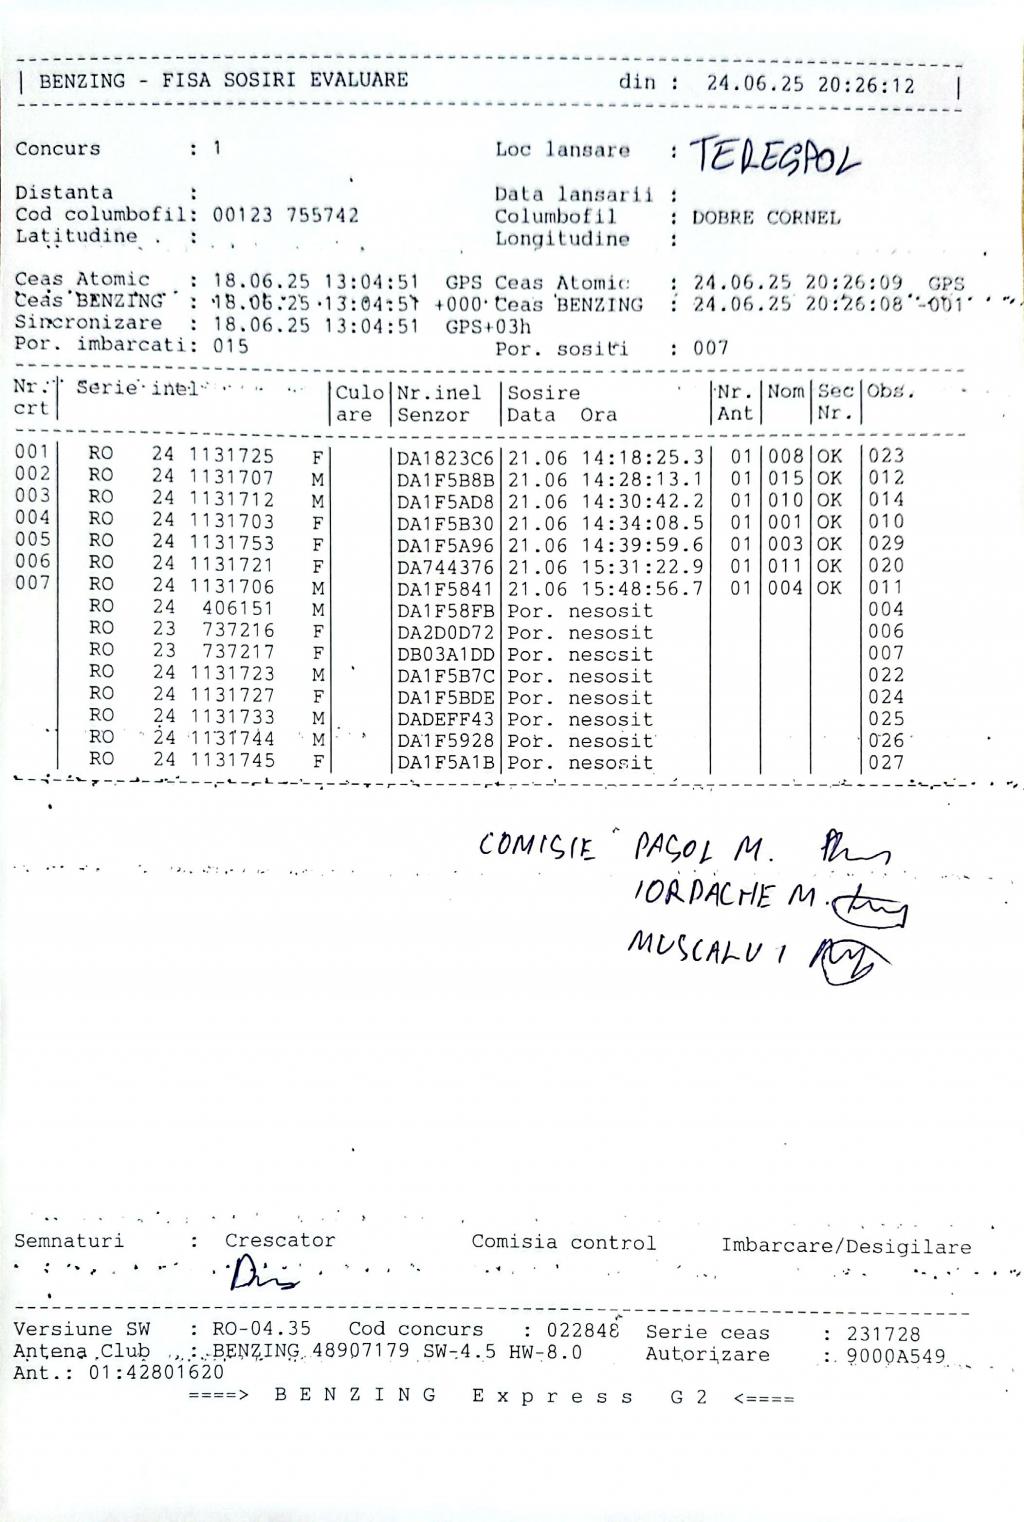 BENZING - FISA SOSIRI EVALUARE din : 24.06.25 20:26:12
Concurs : 1 Loc lansare : TEREGPOL
Distanta : Data lansarii :
Cod columbofil: 00123 755742 Columbofil : DOBRE CORNEL
Latitudine : Longitudine :
Ceas Atomic : 18.06.25 13:04:51 GPS Ceas Atomic : 24.06.25 20:26:09 GPS
Ceas BENZING : 18.06.25 13:04:51 +000 Ceas BENZING : 24.06.25 20:26:08 -001
Sincronizare : 18.06.25 13:04:51 GPS+03h
Por. imbarcati: 015 Por. sositi : 007
Nr. Serie inel Culo Nr.inel Sosire Nr. Nom Sec Obs.
crt are Senzor Data Ora Ant Nr.
001 RO 24 1131725 F DA1823C6 21.06 14:18:25.3 01 008 OK 023
002 RO 24 1131707 M DA1F5B8B 21.06 14:28:13.1 01 015 OK 012
003 RO 24 1131712 M DA1F5AD8 21.06 14:30:42.2 01 010 OK 014
004 RO 24 1131703 F DA1F5B30 21.06 14:34:08.5 01 001 OK 010
005 RO 24 1131753 F DA1F5A96 21.06 14:39:59.6 01 003 OK 029
006 RO 24 1131721 F DA744376 21.06 15:31:22.9 01 011 OK 020
007 RO 24 1131706 M DA1F5841 21.06 15:48:56.7 01 004 OK 011
RO 24 406151 M DA1F58FB Por. nesosit 004
RO 23 737216 F DA2D0D72 Por. nesosit 006
RO 23 737217 F DB03A1DD Por. nesosit 007
RO 24 1131723 M DA1F5B7C Por. nesosit 022
RO 24 1131727 F DA1F5BDE Por. nesosit 024
RO 24 1131733 M DADEFF43 Por. nesosit 025
RO 24 1131744 M DA1F5928 Por. nesosit 026
RO 24 1131745 F DA1F5A1B Por. nesosit 027
COMISIE PASOL M.
IORDACHE M.
MUSCALU I
Semnaturi : Crescator Comisia control Imbarcare/Desigilare
Versiune SW : RO-04.35 Cod concurs : 022848 Serie ceas : 231728
Antena Club : BENZING 48907179 SW-4.5 HW-8.0 Autorizare : 9000A549
Ant.: 01:42801620
====> BENZING Express G2 <====